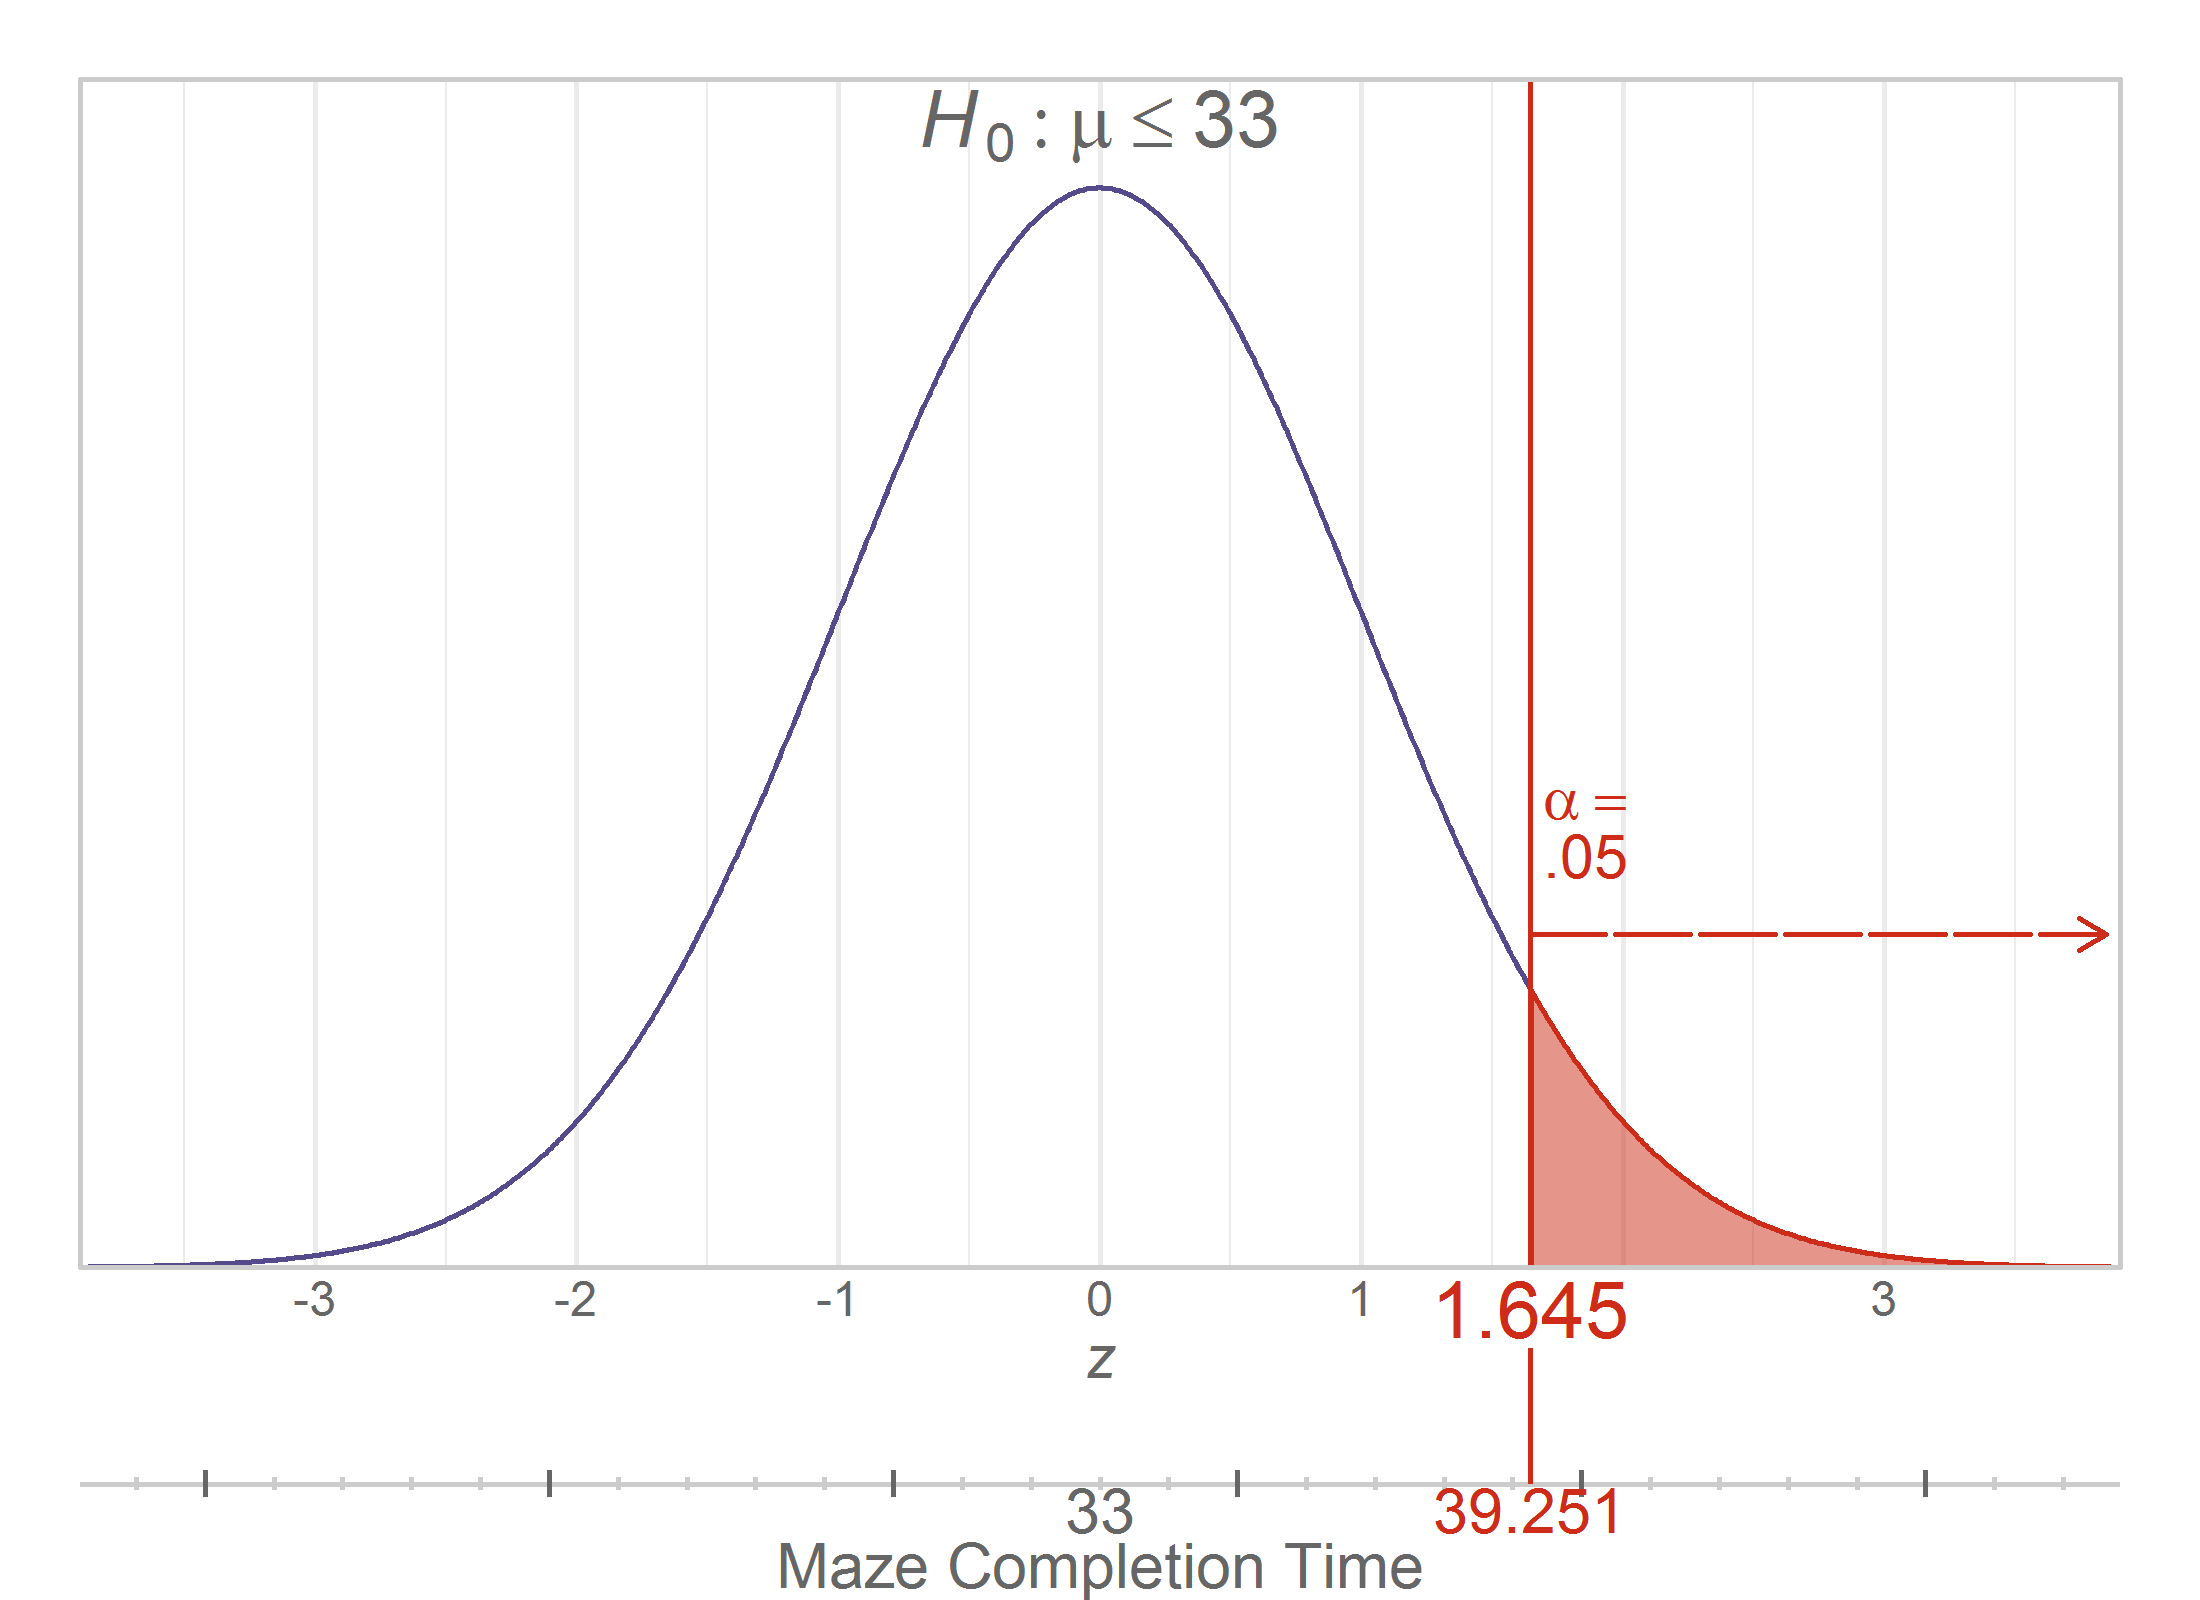 H₀ : μ ≤ 33
α =
.05
-3 -2 -1 0 1 1.645 3
z
33 39.251
Maze Completion Time